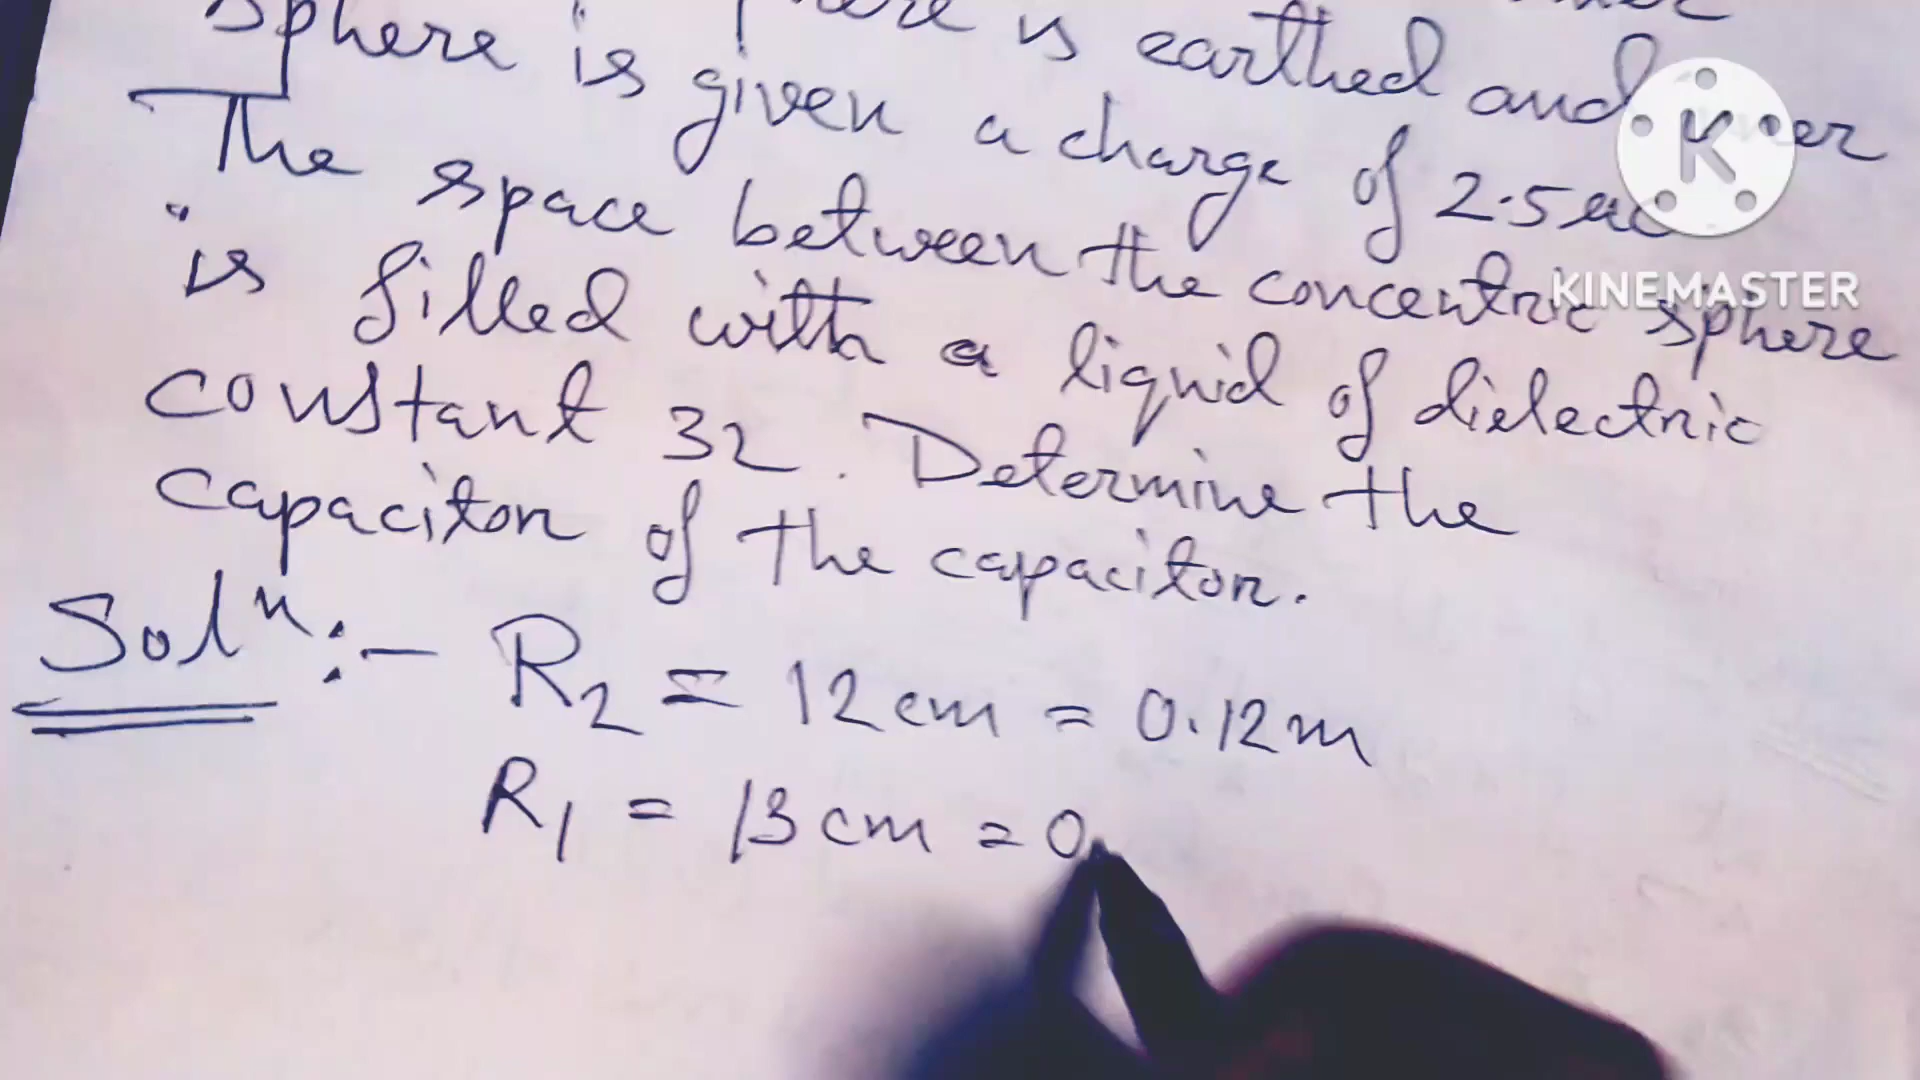 sphere is earthed and
sphere is given a charge of 2.5
The space between the concentric sphere
is filled with a liquid of dielectric
constant 32. Determine the
capaciton of the capaciton.
Solⁿ:- R₂ = 12cm = 0.12m
R₁ = 13cm = 0.
KINEMASTER